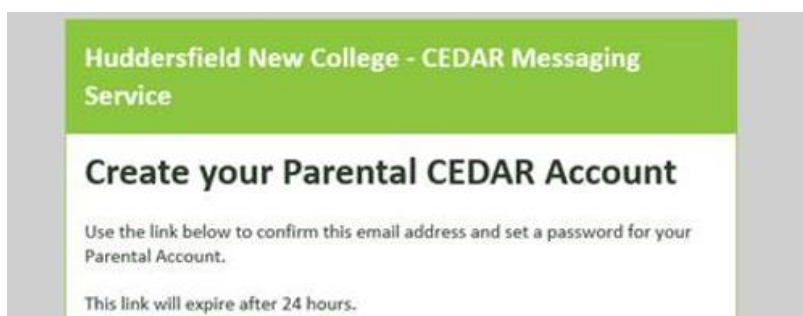 Huddersfield New College - CEDAR Messaging
Service
Create your Parental CEDAR Account
Use the link below to confirm this email address and set a password for your
Parental Account.
This link will expire after 24 hours.